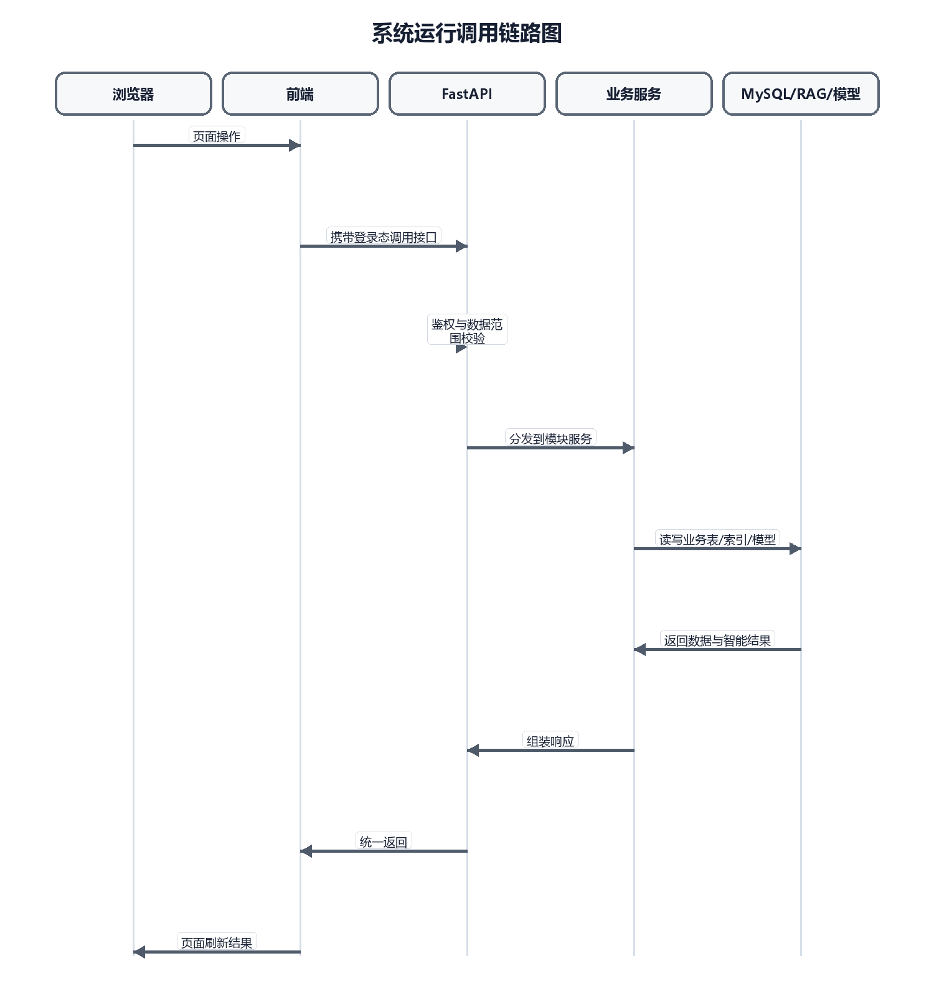 系统运行调用链路图
浏览器
前端
FastAPI
业务服务
MySQL/RAG/模型
页面操作
携带登录态调用接口
鉴权与数据范
围校验
分发到模块服务
读写业务表/索引/模型
返回数据与智能结果
组装响应
统一返回
页面刷新结果